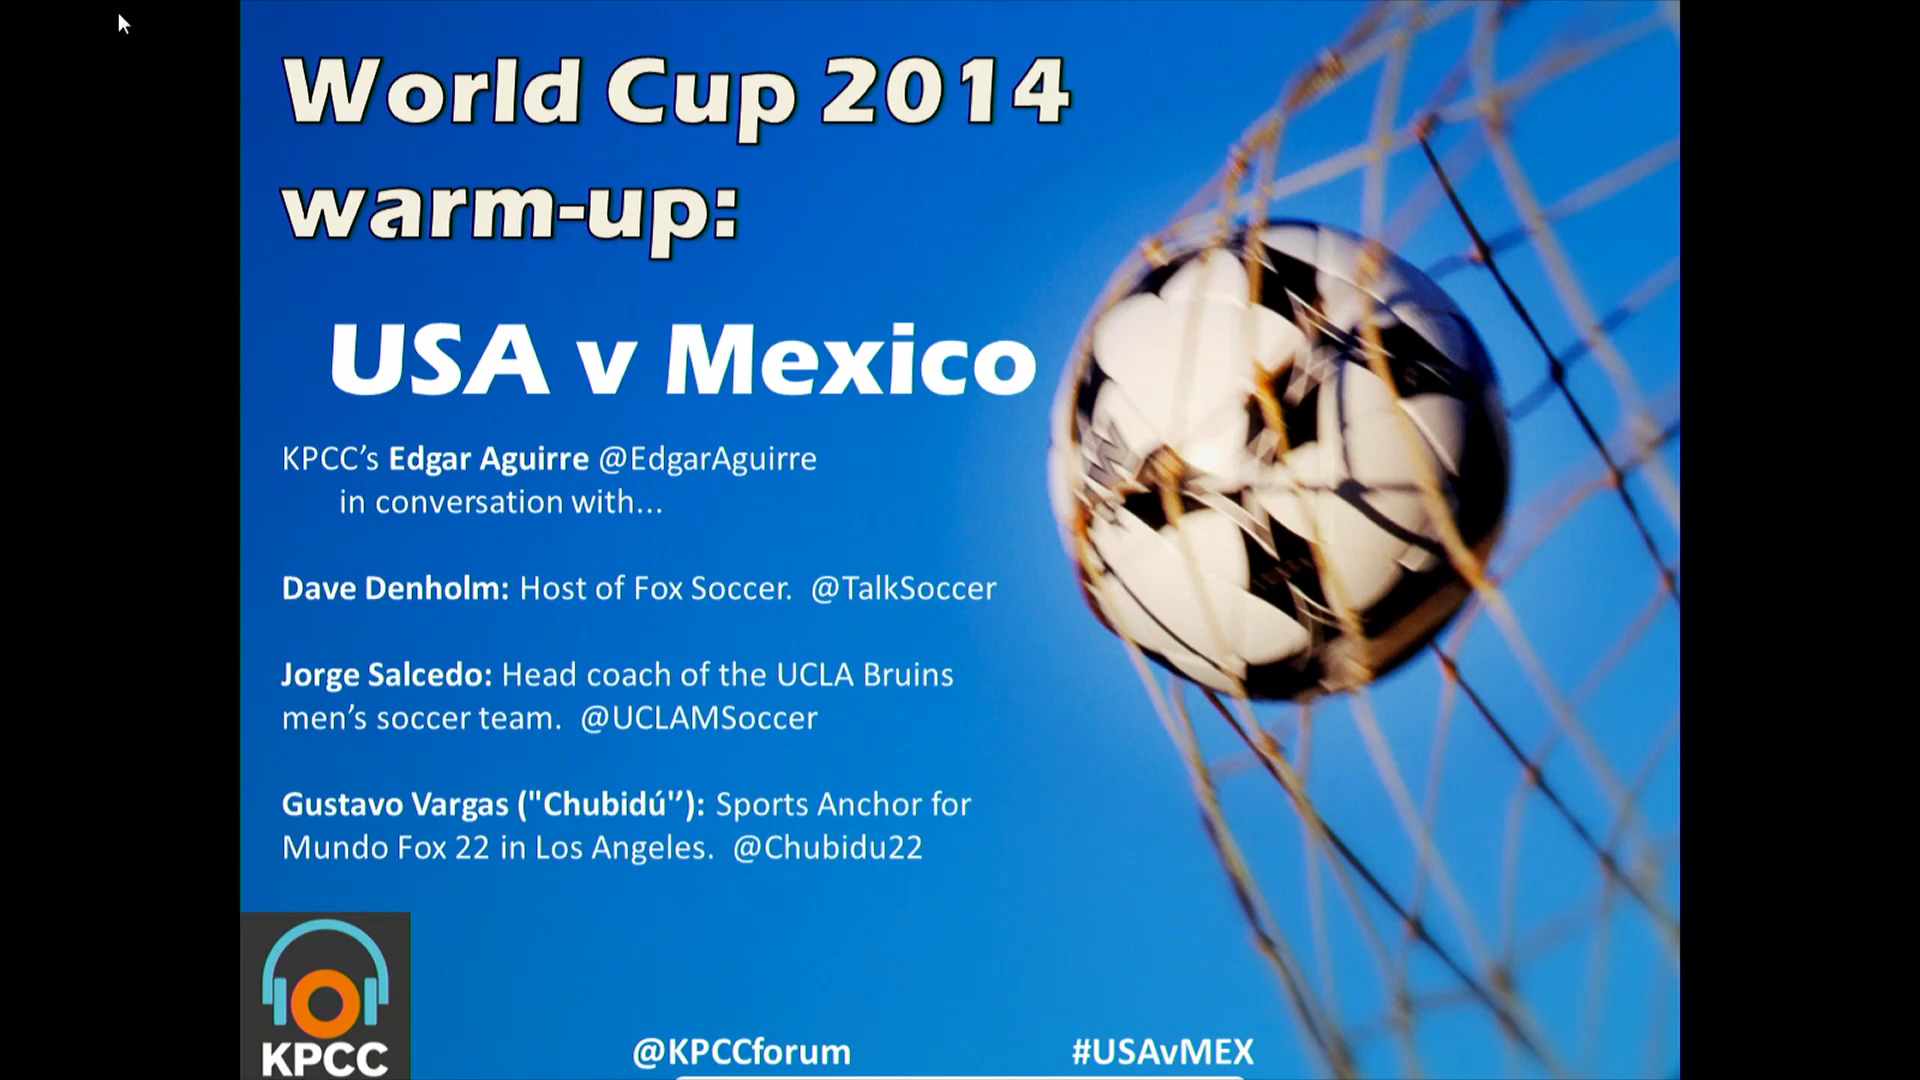 World Cup 2014
warm-up:
USA v Mexico
KPCC’s Edgar Aguirre @EdgarAguirre
in conversation with...
Dave Denholm: Host of Fox Soccer. @TalkSoccer
Jorge Salcedo: Head coach of the UCLA Bruins
men’s soccer team. @UCLAMSoccer
Gustavo Vargas ("Chubidú”): Sports Anchor for
Mundo Fox 22 in Los Angeles. @Chubidu22
KPCC
@KPCCforum #USAvMEX